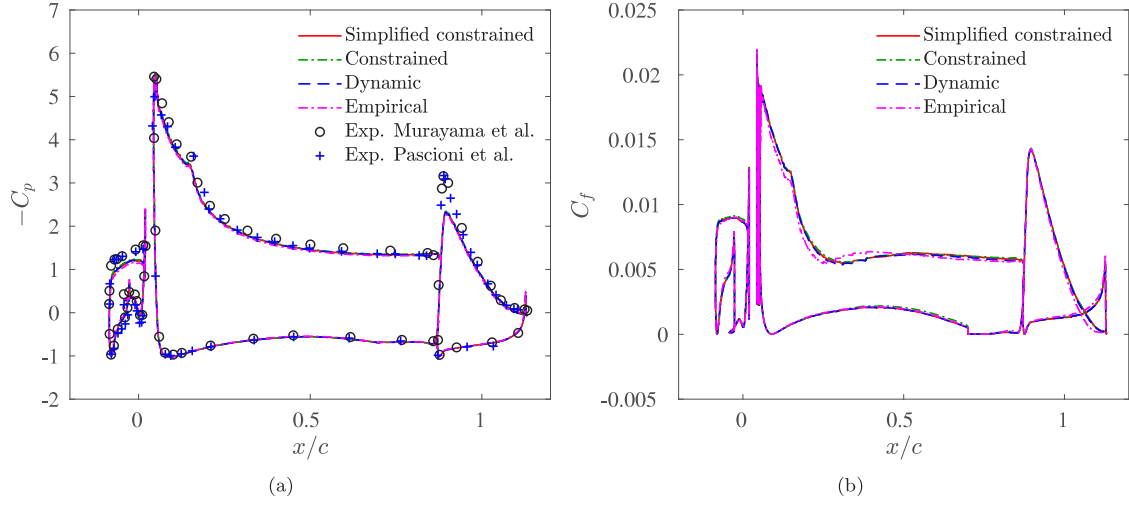 7
6
5
4
3
2
1
0
-1
-2
−C_p
0
0.5
1
x/c
Simplified constrained
Constrained
Dynamic
Empirical
Exp. Murayama et al.
Exp. Pascioni et al.
(a)
0.025
0.02
0.015
0.01
0.005
0
-0.005
C_f
0
0.5
1
x/c
Simplified constrained
Constrained
Dynamic
Empirical
(b)